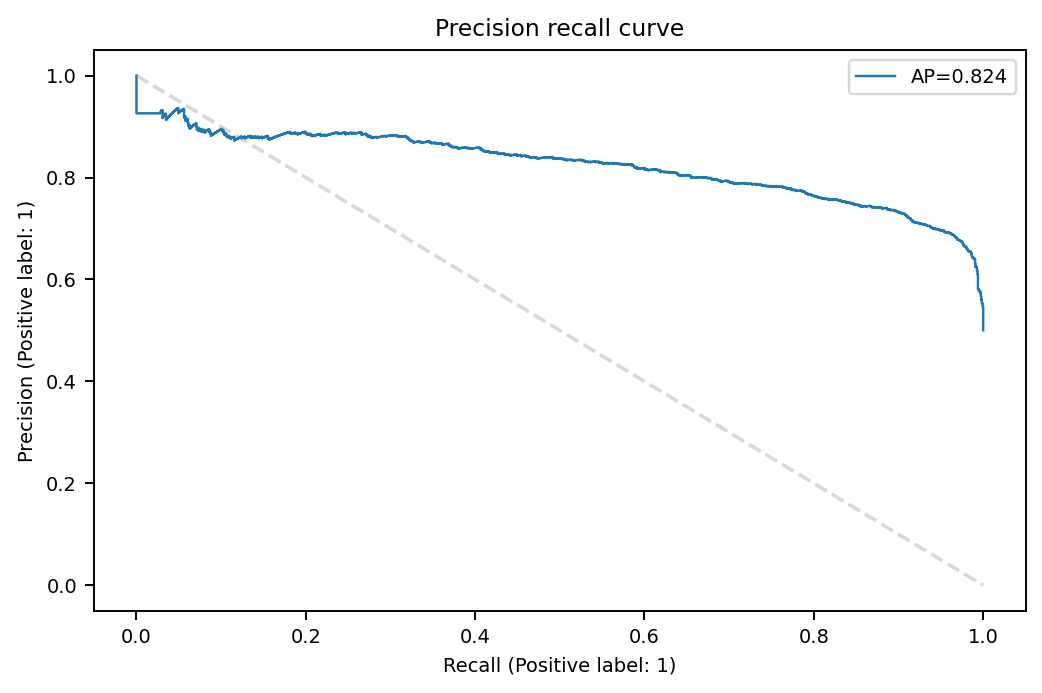 Precision recall curve
AP=0.824
Precision (Positive label: 1)
1.0
0.8
0.6
0.4
0.2
0.0
0.0 0.2 0.4 0.6 0.8 1.0
Recall (Positive label: 1)